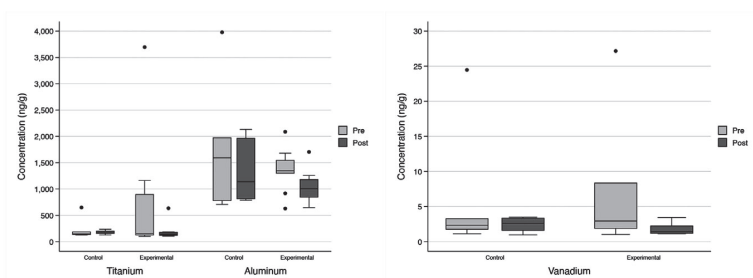 4,000
3,500
3,000
2,500
2,000
1,500
1,000
500
0
Concentration (ng/g)
Control
Experimental
Control
Experimental
Titanium
Aluminum
Pre
Post
30
25
20
15
10
5
0
Concentration (ng/g)
Control
Experimental
Vanadium
Pre
Post